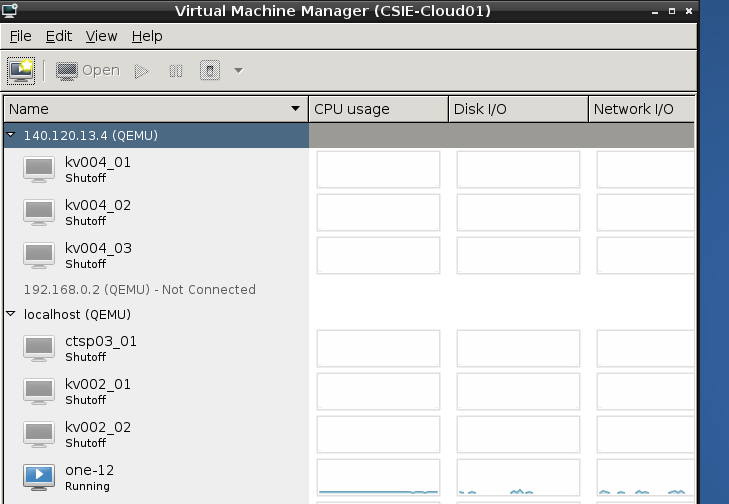 Virtual Machine Manager (CSIE-Cloud01)
File Edit View Help
Open
Name CPU usage Disk I/O Network I/O
140.120.13.4 (QEMU)
kv004_01
Shutoff
kv004_02
Shutoff
kv004_03
Shutoff
192.168.0.2 (QEMU) - Not Connected
localhost (QEMU)
ctsp03_01
Shutoff
kv002_01
Shutoff
kv002_02
Shutoff
one-12
Running